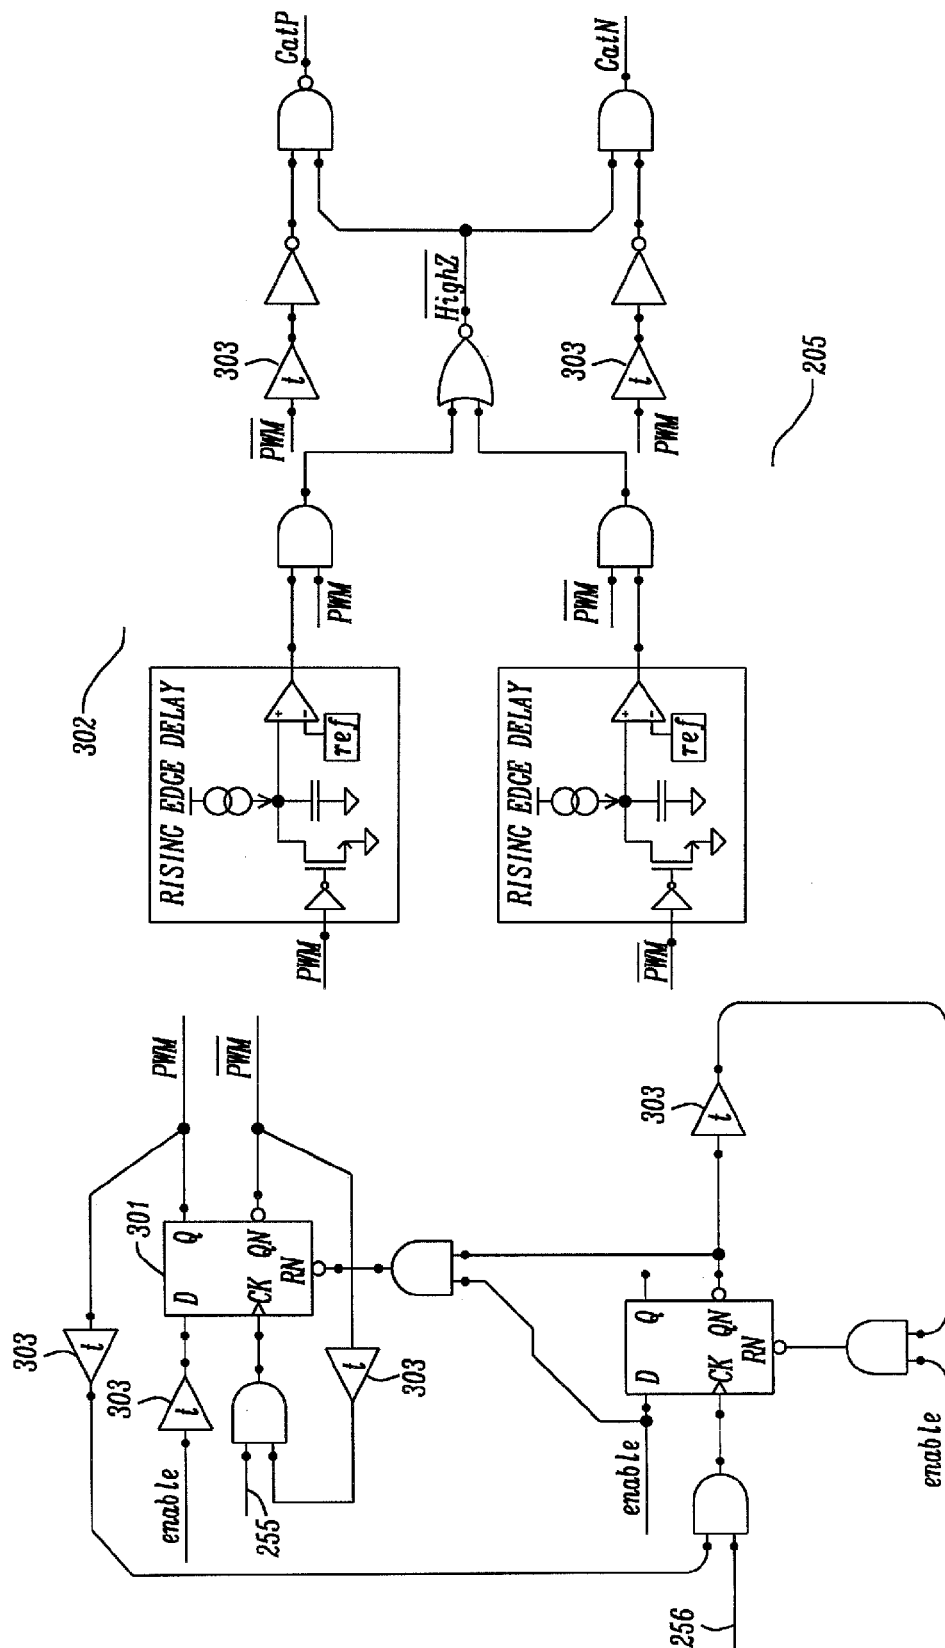 303
PWM
301
D
Q
303
enable
CK
QN
PWM
RN
255
303
enable
D
Q
CK
QN
RN
303
256
enable
302
PWM
RISING EDGE DELAY
+
-
ref
PWM
PWM
303
t
CatP
HighZ
PWM
RISING EDGE DELAY
+
-
ref
PWM
PWM
303
t
CatN
205
t
t
t
t